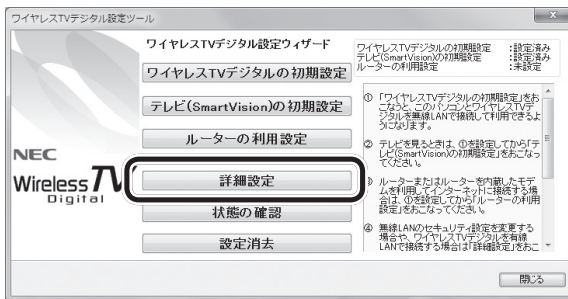 ワイヤレスTVデジタル設定ツール
ワイヤレスTVデジタル設定ウィザード
ワイヤレスTVデジタルの初期設定
テレビ(SmartVision)の初期設定
ルーターの利用設定
詳細設定
状態の確認
設定消去
NEC
Wireless TV
Digital
ワイヤレスTVデジタルの初期設定 :設定済み
テレビ(SmartVision)の初期設定 :設定済み
ルーターの利用設定 :未設定
① 「ワイヤレスTVデジタルの初期設定」をお
こなうと、このパソコンとワイヤレスTVデ
ジタルを無線LANで接続して利用できるよ
うになります。
② テレビを見るときは、①を設定してから「テ
レビ(SmartVision)の初期設定」をおこなっ
てください。
ルーターまたはルーターを内蔵したモデ
ムを利用してインターネットに接続する場
合は、①を設定してから「ルーターの利用
設定」をおこなってください。
④ 無線LANのセキュリティ設定を変更する
場合や、ワイヤレスTVデジタルを有線
LANで接続する場合は「詳細設定」をおこ
閉じる